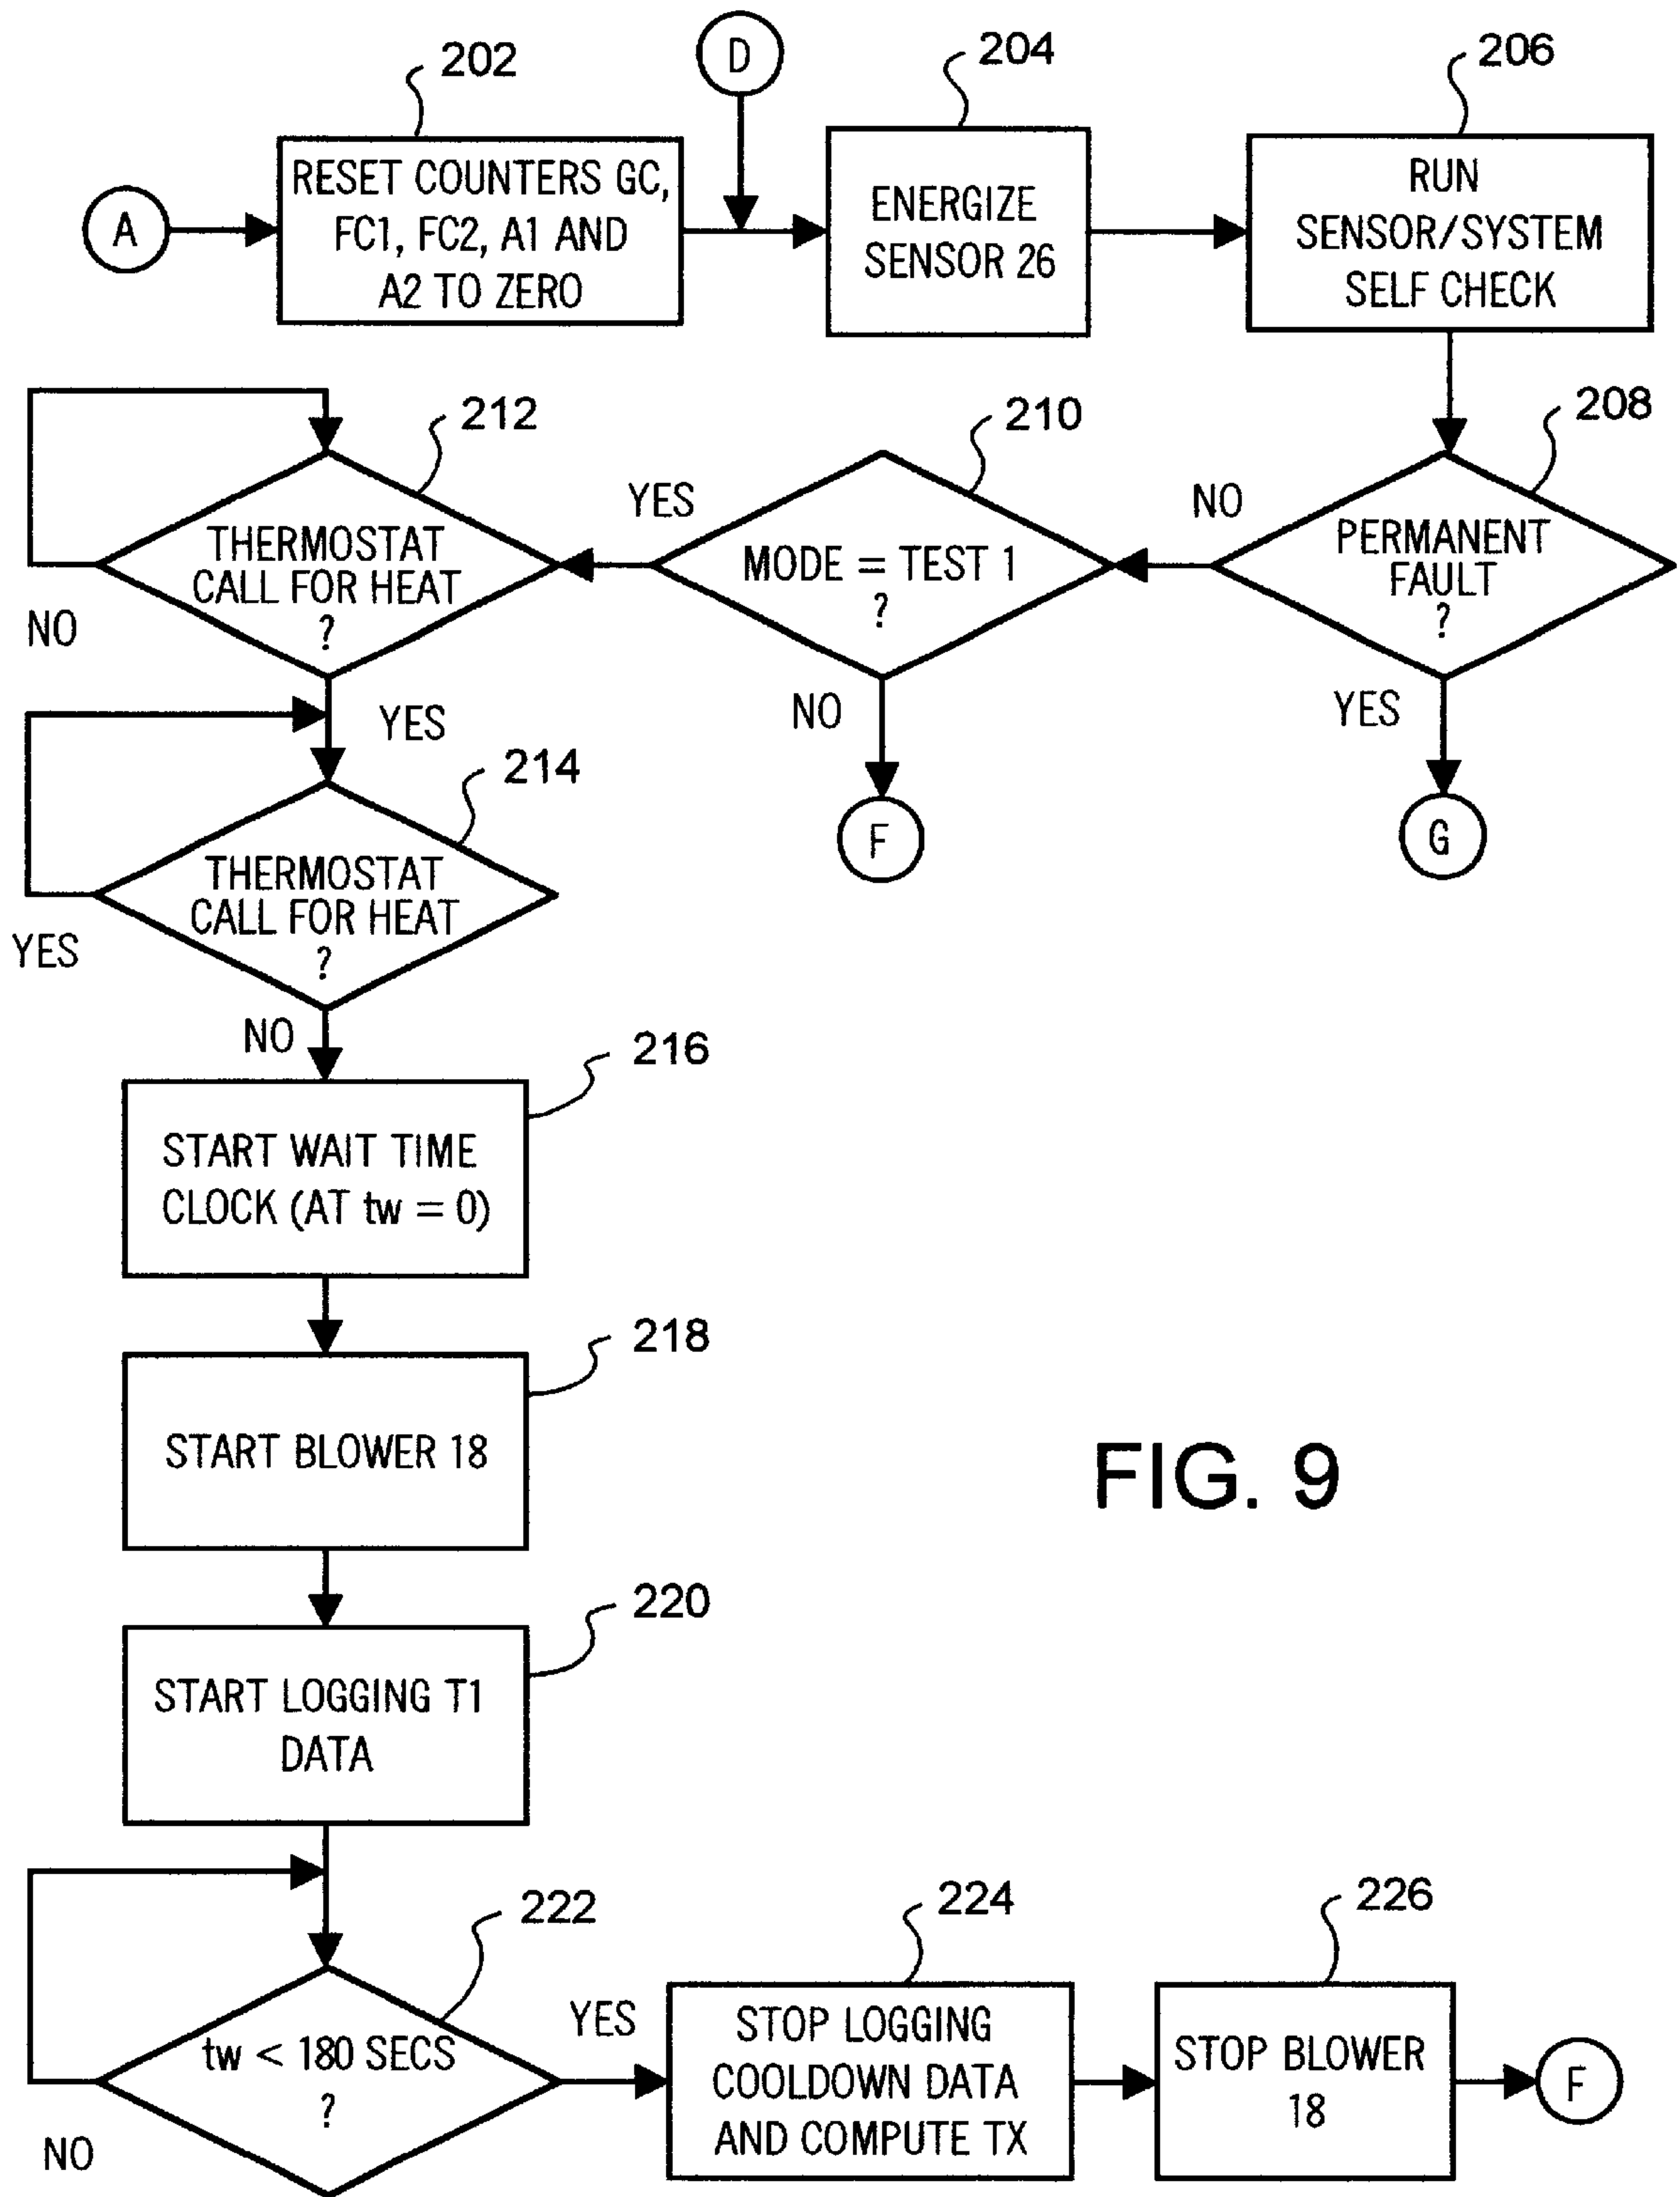 202
D
204
206
A
RESET COUNTERS GC,
FC1, FC2, A1 AND
A2 TO ZERO
ENERGIZE
SENSOR 26
RUN
SENSOR/SYSTEM
SELF CHECK
212
210
208
THERMOSTAT
CALL FOR HEAT
?
NO
YES
YES
MODE = TEST 1
?
NO
F
NO
PERMANENT
FAULT
?
YES
G
214
THERMOSTAT
CALL FOR HEAT
?
YES
NO
216
START WAIT TIME
CLOCK (AT tw = 0)
218
START BLOWER 18
FIG. 9
220
START LOGGING T1
DATA
222
224
226
tw < 180 SECS
?
NO
YES
STOP LOGGING
COOLDOWN DATA
AND COMPUTE TX
STOP BLOWER
18
F